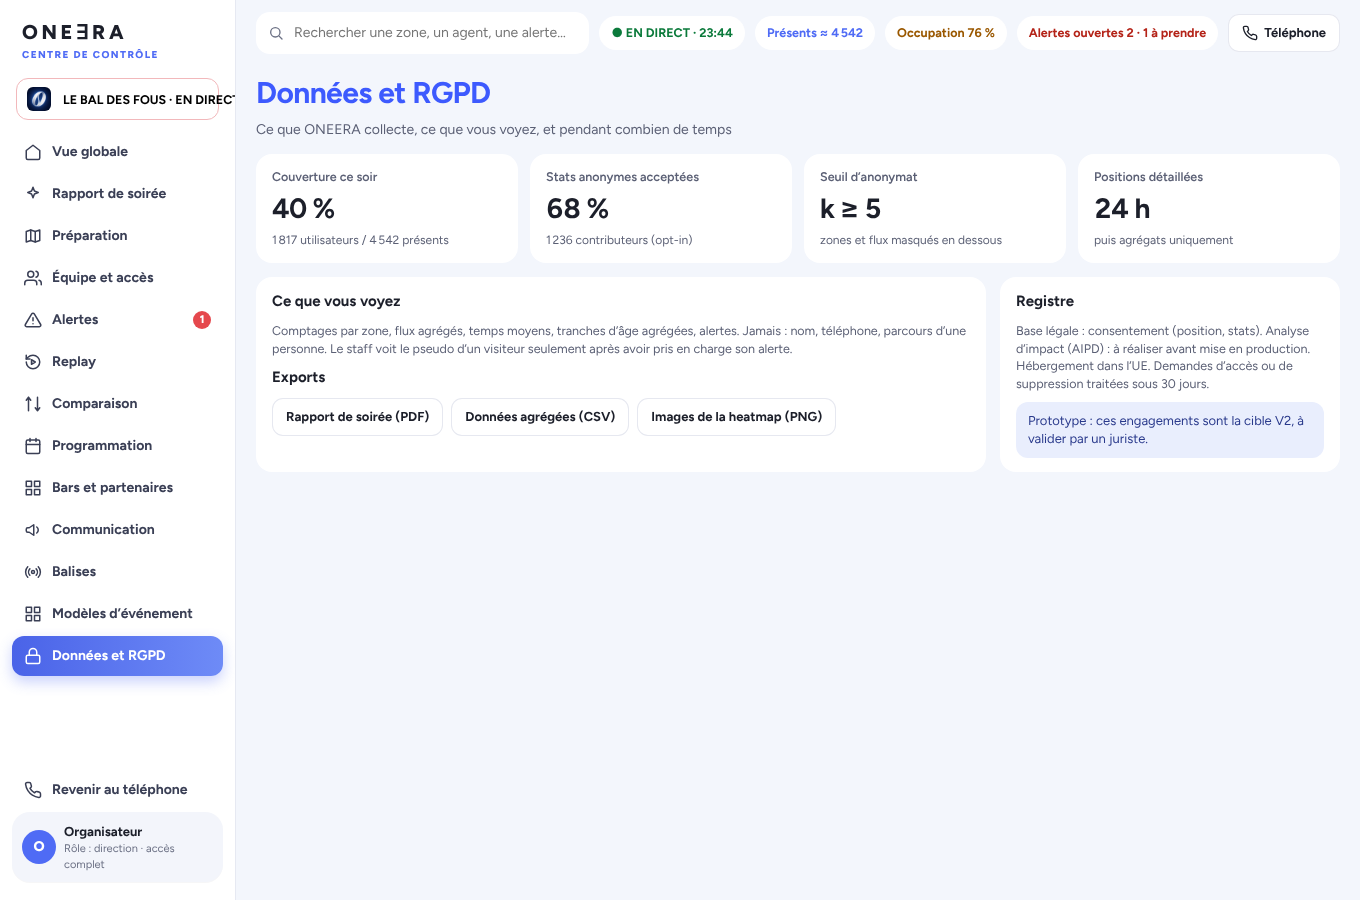 ONEƎRA
CENTRE DE CONTRÔLE
LE BAL DES FOUS · EN DIRECT
Vue globale
Rapport de soirée
Préparation
Équipe et accès
Alertes
1
Replay
Comparaison
Programmation
Bars et partenaires
Communication
Balises
Modèles d’événement
Données et RGPD
Revenir au téléphone
O
Organisateur
Rôle : direction · accès
complet
Rechercher une zone, un agent, une alerte…
EN DIRECT · 23:44
Présents ≈ 4 542
Occupation 76 %
Alertes ouvertes 2 · 1 à prendre
Téléphone
Données et RGPD
Ce que ONEERA collecte, ce que vous voyez, et pendant combien de temps
Couverture ce soir
40 %
1 817 utilisateurs / 4 542 présents
Stats anonymes acceptées
68 %
1 236 contributeurs (opt-in)
Seuil d’anonymat
k ≥ 5
zones et flux masqués en dessous
Positions détaillées
24 h
puis agrégats uniquement
Ce que vous voyez
Comptages par zone, flux agrégés, temps moyens, tranches d’âge agrégées, alertes. Jamais : nom, téléphone, parcours d’une
personne. Le staff voit le pseudo d’un visiteur seulement après avoir pris en charge son alerte.
Exports
Rapport de soirée (PDF)
Données agrégées (CSV)
Images de la heatmap (PNG)
Registre
Base légale : consentement (position, stats). Analyse
d’impact (AIPD) : à réaliser avant mise en production.
Hébergement dans l’UE. Demandes d’accès ou de
suppression traitées sous 30 jours.
Prototype : ces engagements sont la cible V2, à
valider par un juriste.